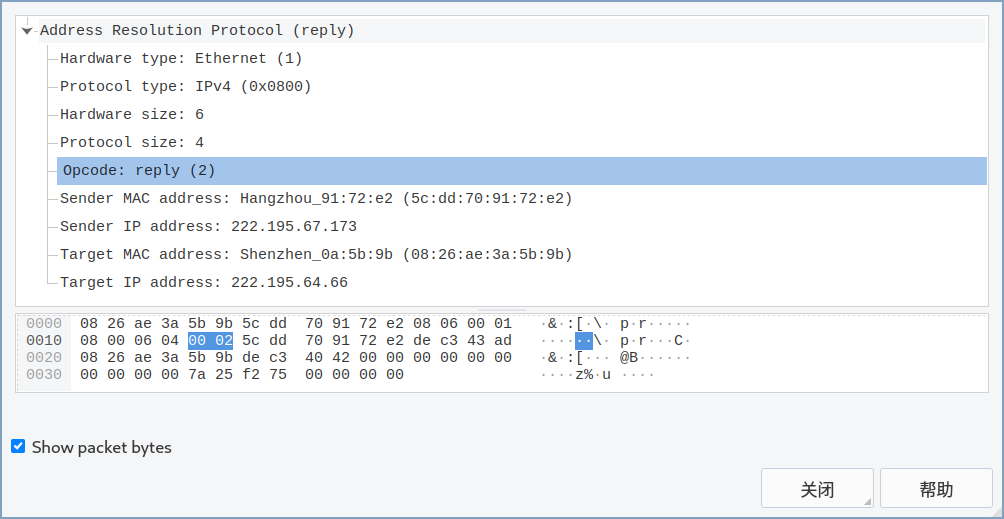 Address Resolution Protocol (reply)
Hardware type: Ethernet (1)
Protocol type: IPv4 (0x0800)
Hardware size: 6
Protocol size: 4
Opcode: reply (2)
Sender MAC address: Hangzhou_91:72:e2 (5c:dd:70:91:72:e2)
Sender IP address: 222.195.67.173
Target MAC address: Shenzhen_0a:5b:9b (08:26:ae:3a:5b:9b)
Target IP address: 222.195.64.66
0000 08 26 ae 3a 5b 9b 5c dd 70 91 72 e2 08 06 00 01 ·&·:[·\· p·r·····
0010 08 00 06 04 00 02 5c dd 70 91 72 e2 de c3 43 ad ······\· p·r···C·
0020 08 26 ae 3a 5b 9b de c3 40 42 00 00 00 00 00 00 ·&·:[··· @B······
0030 00 00 00 00 7a 25 f2 75 00 00 00 00 ····z%·u ····
Show packet bytes
关闭
帮助